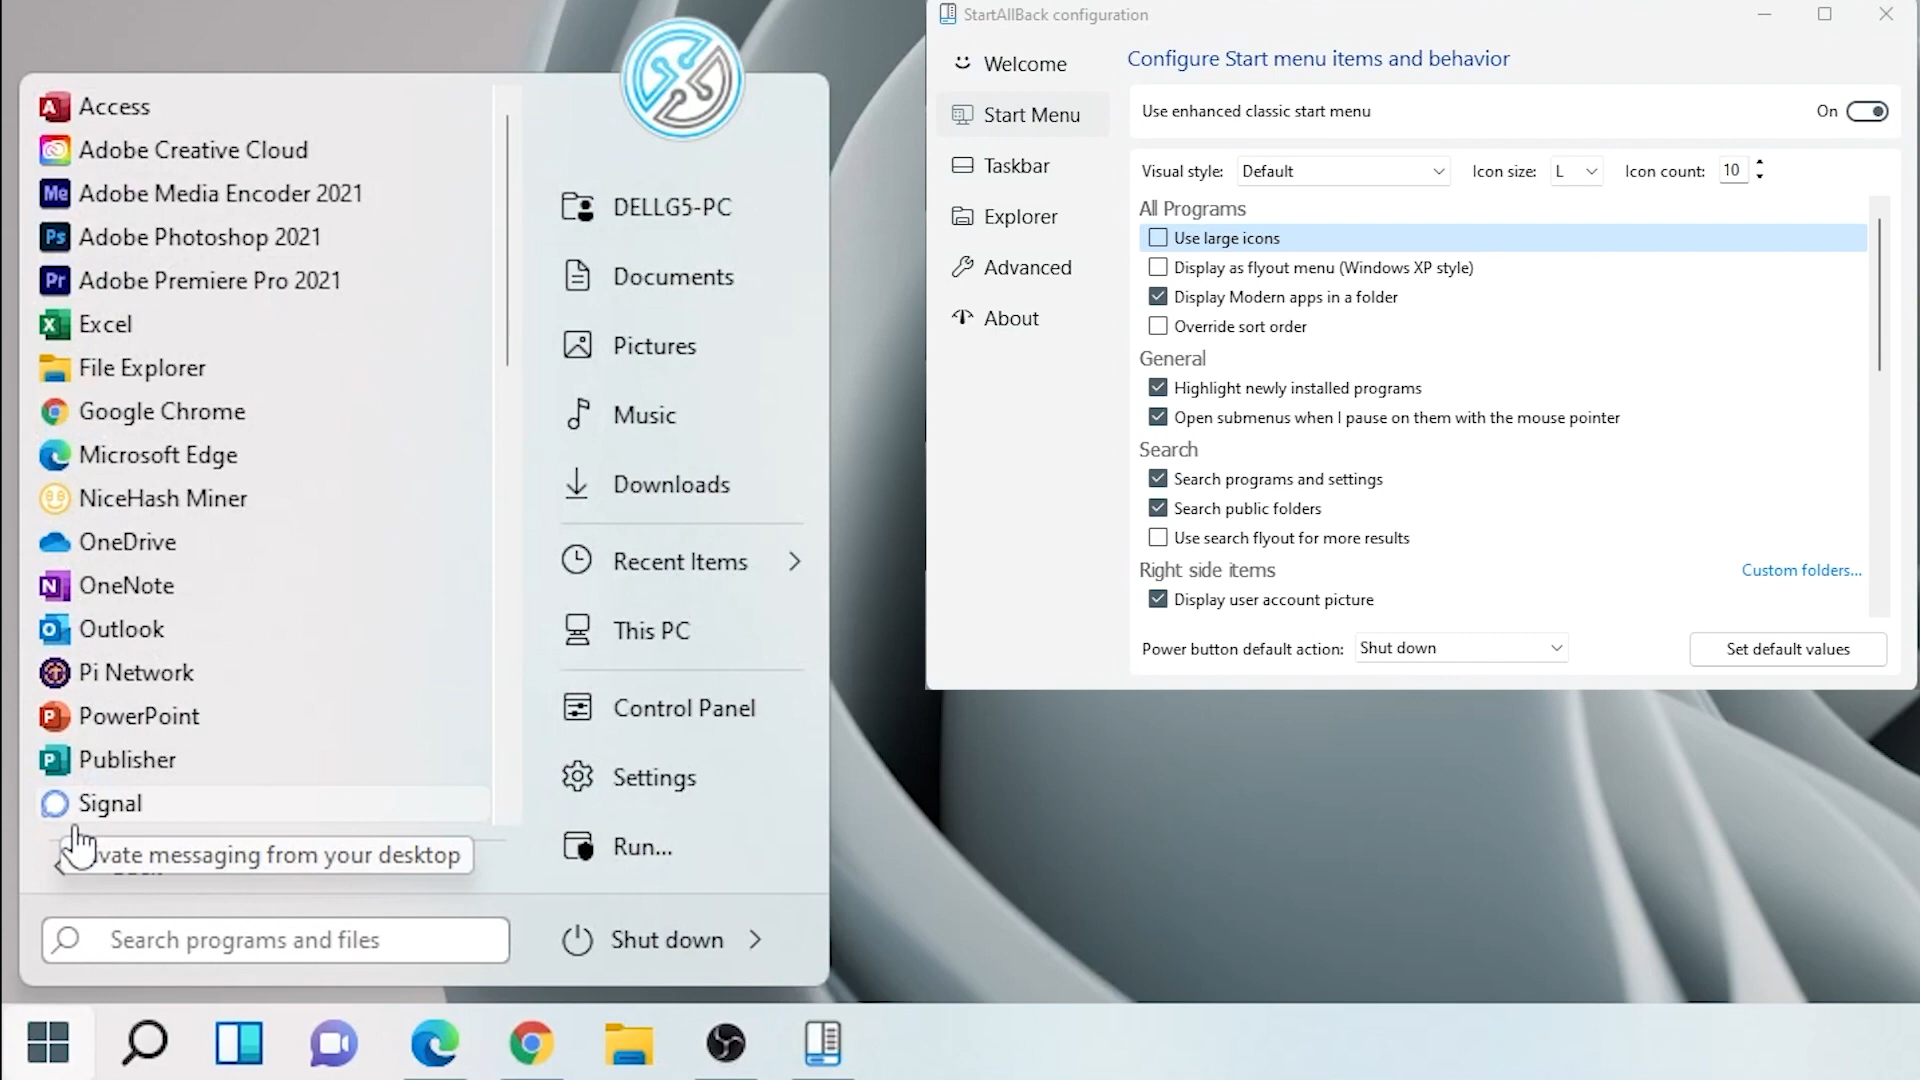 Access
Adobe Creative Cloud
Me Adobe Media Encoder 2021
Ps Adobe Photoshop 2021
Pr Adobe Premiere Pro 2021
Excel
File Explorer
Google Chrome
Microsoft Edge
NiceHash Miner
OneDrive
OneNote
Outlook
Pi Network
PowerPoint
Publisher
Signal
messaging from your desktop
Search programs and files
DELLG5-PC
Documents
Pictures
Music
Downloads
Recent Items
This PC
Control Panel
Settings
Run...
Shut down
StartAllBack configuration
Welcome
Start Menu
Taskbar
Explorer
Advanced
About
Configure Start menu items and behavior
Use enhanced classic start menu On
Visual style: Default Icon size: L Icon count: 10
All Programs
Use large icons
Display as flyout menu (Windows XP style)
Display Modern apps in a folder
Override sort order
General
Highlight newly installed programs
Open submenus when I pause on them with the mouse pointer
Search
Search programs and settings
Search public folders
Use search flyout for more results
Right side items Custom folders...
Display user account picture
Power button default action: Shut down Set default values